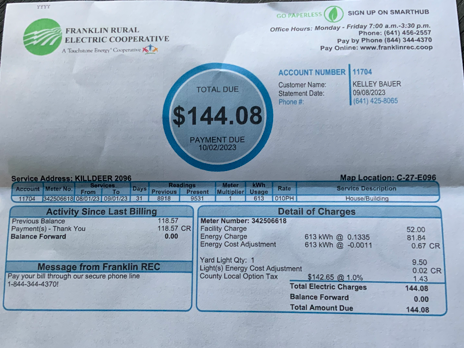 YYYY
FRANKLIN RURAL
ELECTRIC COOPERATIVE
A Touchstone Energy® Cooperative
GO PAPERLESS
SIGN UP ON SMARTHUB
Office Hours: Monday - Friday 7:00 a.m.-3:30 p.m.
Phone: (641) 456-2557
Pay by Phone (844) 344-4370
Pay Online: www.franklinrec.coop
TOTAL DUE
$144.08
PAYMENT DUE
10/02/2023
ACCOUNT NUMBER 11704
Customer Name: KELLEY BAUER
Statement Date: 09/08/2023
Phone #: (641) 425-8065
Service Address: KILLDEER 2096
Map Location: C-27-E096
Account Meter No Services From To Days Readings Previous Present Meter Multiplier kWh Usage Rate Service Description
11704 342506618 08/01/23 09/01/23 31 8918 9531 1 613 010PH House/Building
Activity Since Last Billing
Previous Balance 118.57
Payment(s) - Thank You 118.57 CR
Balance Forward 0.00
Message from Franklin REC
Pay your bill through our secure phone line
1-844-344-4370!
Detail of Charges
Meter Number: 342506618
Facility Charge 52.00
Energy Charge 613 kWh @ 0.1335 81.84
Energy Cost Adjustment 613 kWh @ -0.0011 0.67 CR
Yard Light Qty: 1 9.50
Light(s) Energy Cost Adjustment 0.02 CR
County Local Option Tax $142.65 @ 1.0% 1.43
Total Electric Charges 144.08
Balance Forward 0.00
Total Amount Due 144.08